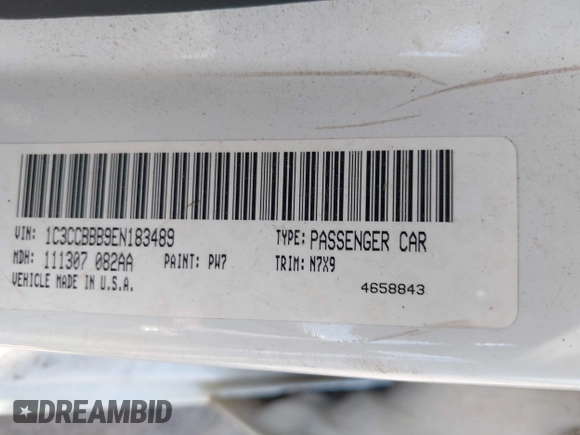 VIN: 1C3CCBBB9EN183489 TYPE: PASSENGER CAR
MDH: 111307 082AA PAINT: PW7 TRIM: N7X9
VEHICLE MADE IN U.S.A. 4658843
DREAMBID